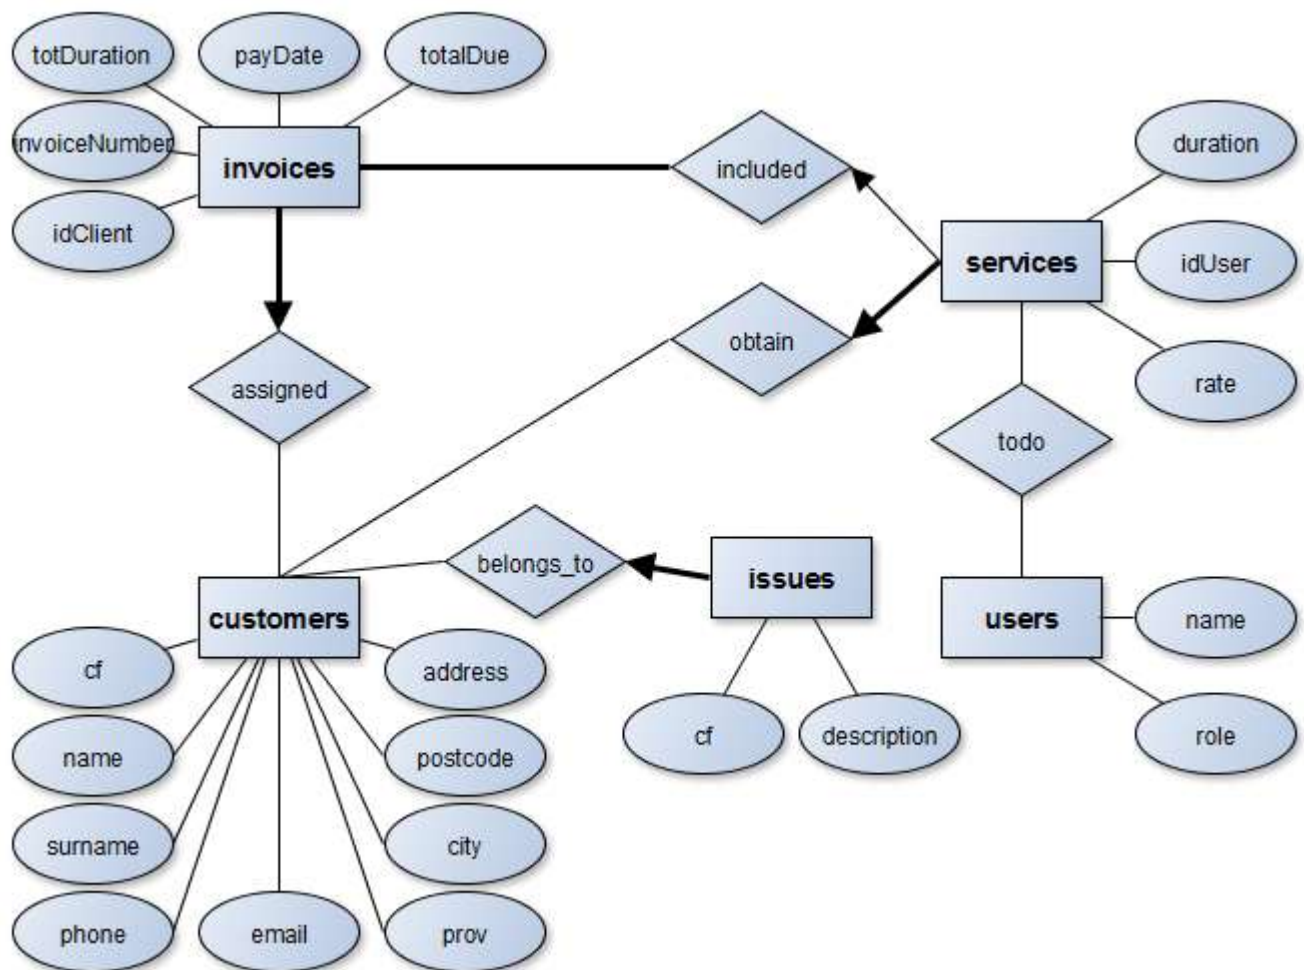 totDuration
payDate
totalDue
invoiceNumber
invoices
idClient
included
duration
services
idUser
obtain
rate
assigned
todo
belongs_to
issues
customers
users
name
cf
address
cf
description
role
name
postcode
surname
city
phone
email
prov